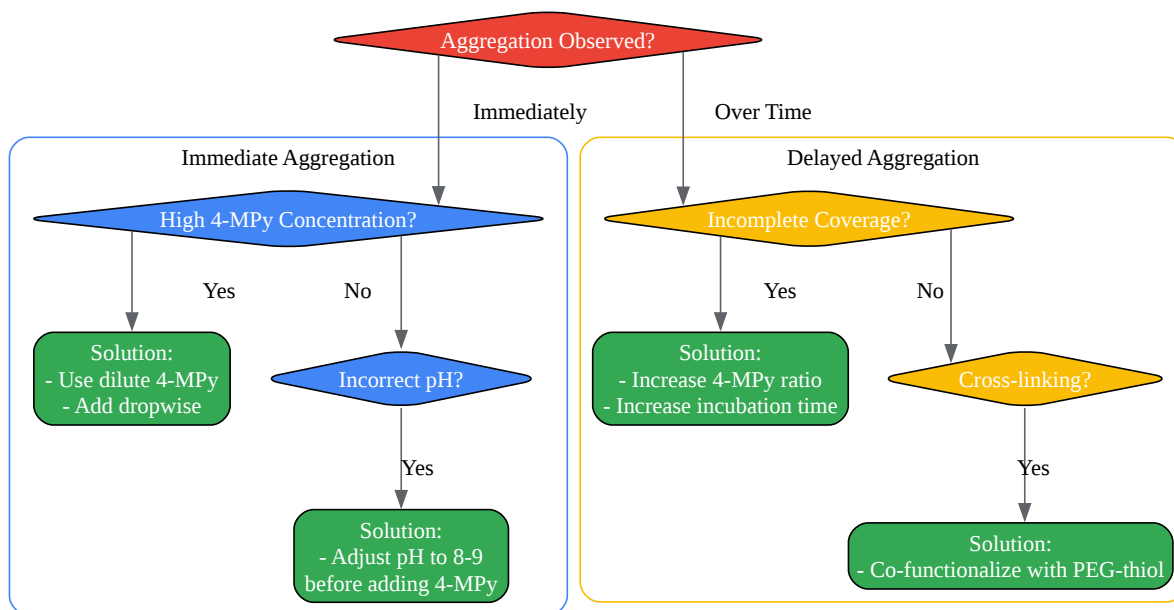 Aggregation Observed?
Immediately
Over Time
Immediate Aggregation
Delayed Aggregation
High 4-MPy Concentration?
Incomplete Coverage?
Yes
No
Yes
No
Solution:
- Use dilute 4-MPy
- Add dropwise
Incorrect pH?
Solution:
- Increase 4-MPy ratio
- Increase incubation time
Cross-linking?
Yes
Yes
Solution:
- Adjust pH to 8-9
before adding 4-MPy
Solution:
- Co-functionalize with PEG-thiol